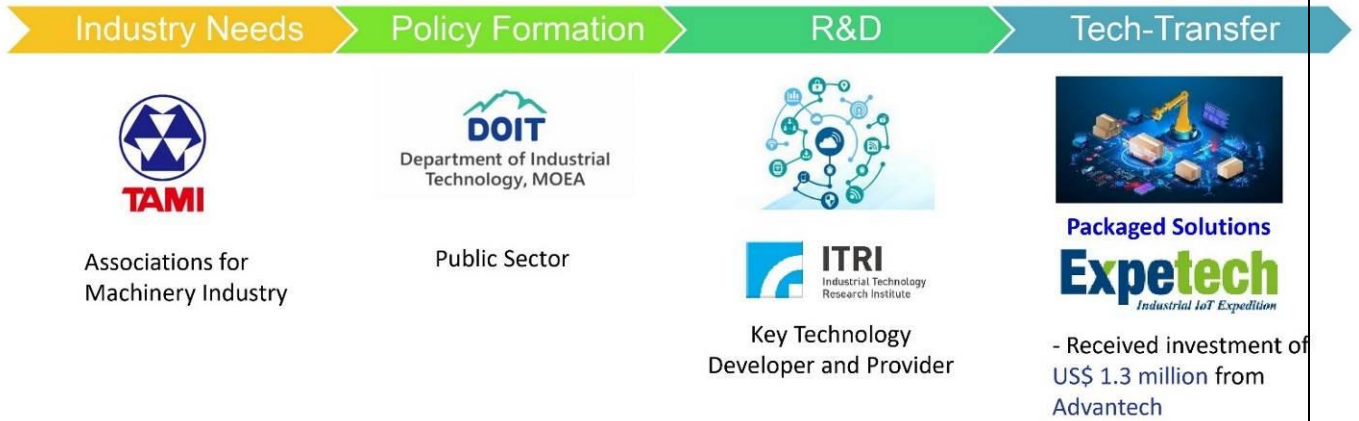 Industry Needs
Policy Formation
R&D
Tech-Transfer
TAMI
Associations for
Machinery Industry
DOIT
Department of Industrial
Technology, MOEA
Public Sector
ITRI
Industrial Technology
Research Institute
Key Technology
Developer and Provider
Packaged Solutions
Expetech
Industrial IoT Expedition
- Received investment of
US$ 1.3 million from
Advantech